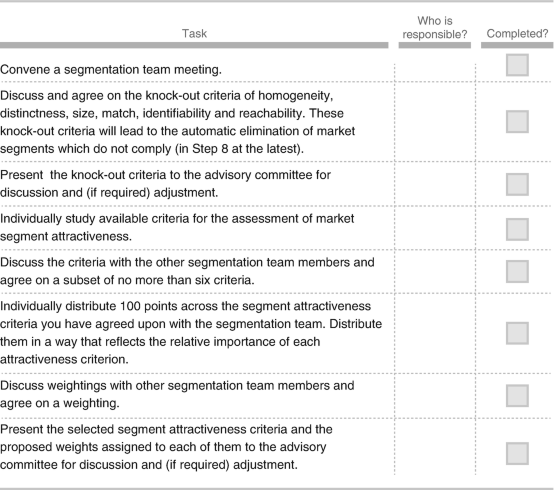 Task
Who is
responsible?
Completed?
Convene a segmentation team meeting.
Discuss and agree on the knock-out criteria of homogeneity,
distinctness, size, match, identifiability and reachability. These
knock-out criteria will lead to the automatic elimination of market
segments which do not comply (in Step 8 at the latest).
Present the knock-out criteria to the advisory committee for
discussion and (if required) adjustment.
Individually study available criteria for the assessment of market
segment attractiveness.
Discuss the criteria with the other segmentation team members and
agree on a subset of no more than six criteria.
Individually distribute 100 points across the segment attractiveness
criteria you have agreed upon with the segmentation team. Distribute
them in a way that reflects the relative importance of each
attractiveness criterion.
Discuss weightings with other segmentation team members and
agree on a weighting.
Present the selected segment attractiveness criteria and the
proposed weights assigned to each of them to the advisory
committee for discussion and (if required) adjustment.